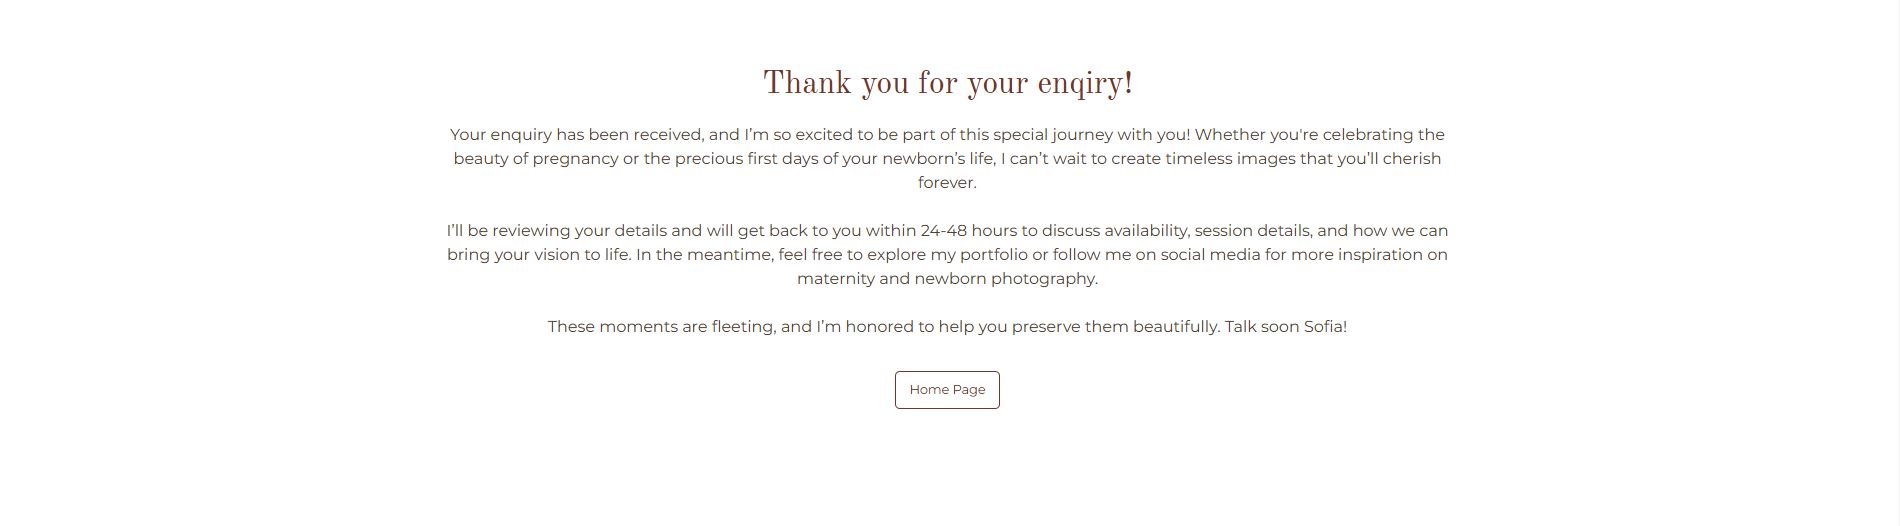 Thank you for your enqiry!
Your enquiry has been received, and I’m so excited to be part of this special journey with you! Whether you're celebrating the
beauty of pregnancy or the precious first days of your newborn’s life, I can’t wait to create timeless images that you’ll cherish
forever.
I’ll be reviewing your details and will get back to you within 24-48 hours to discuss availability, session details, and how we can
bring your vision to life. In the meantime, feel free to explore my portfolio or follow me on social media for more inspiration on
maternity and newborn photography.
These moments are fleeting, and I’m honored to help you preserve them beautifully. Talk soon Sofia!
Home Page